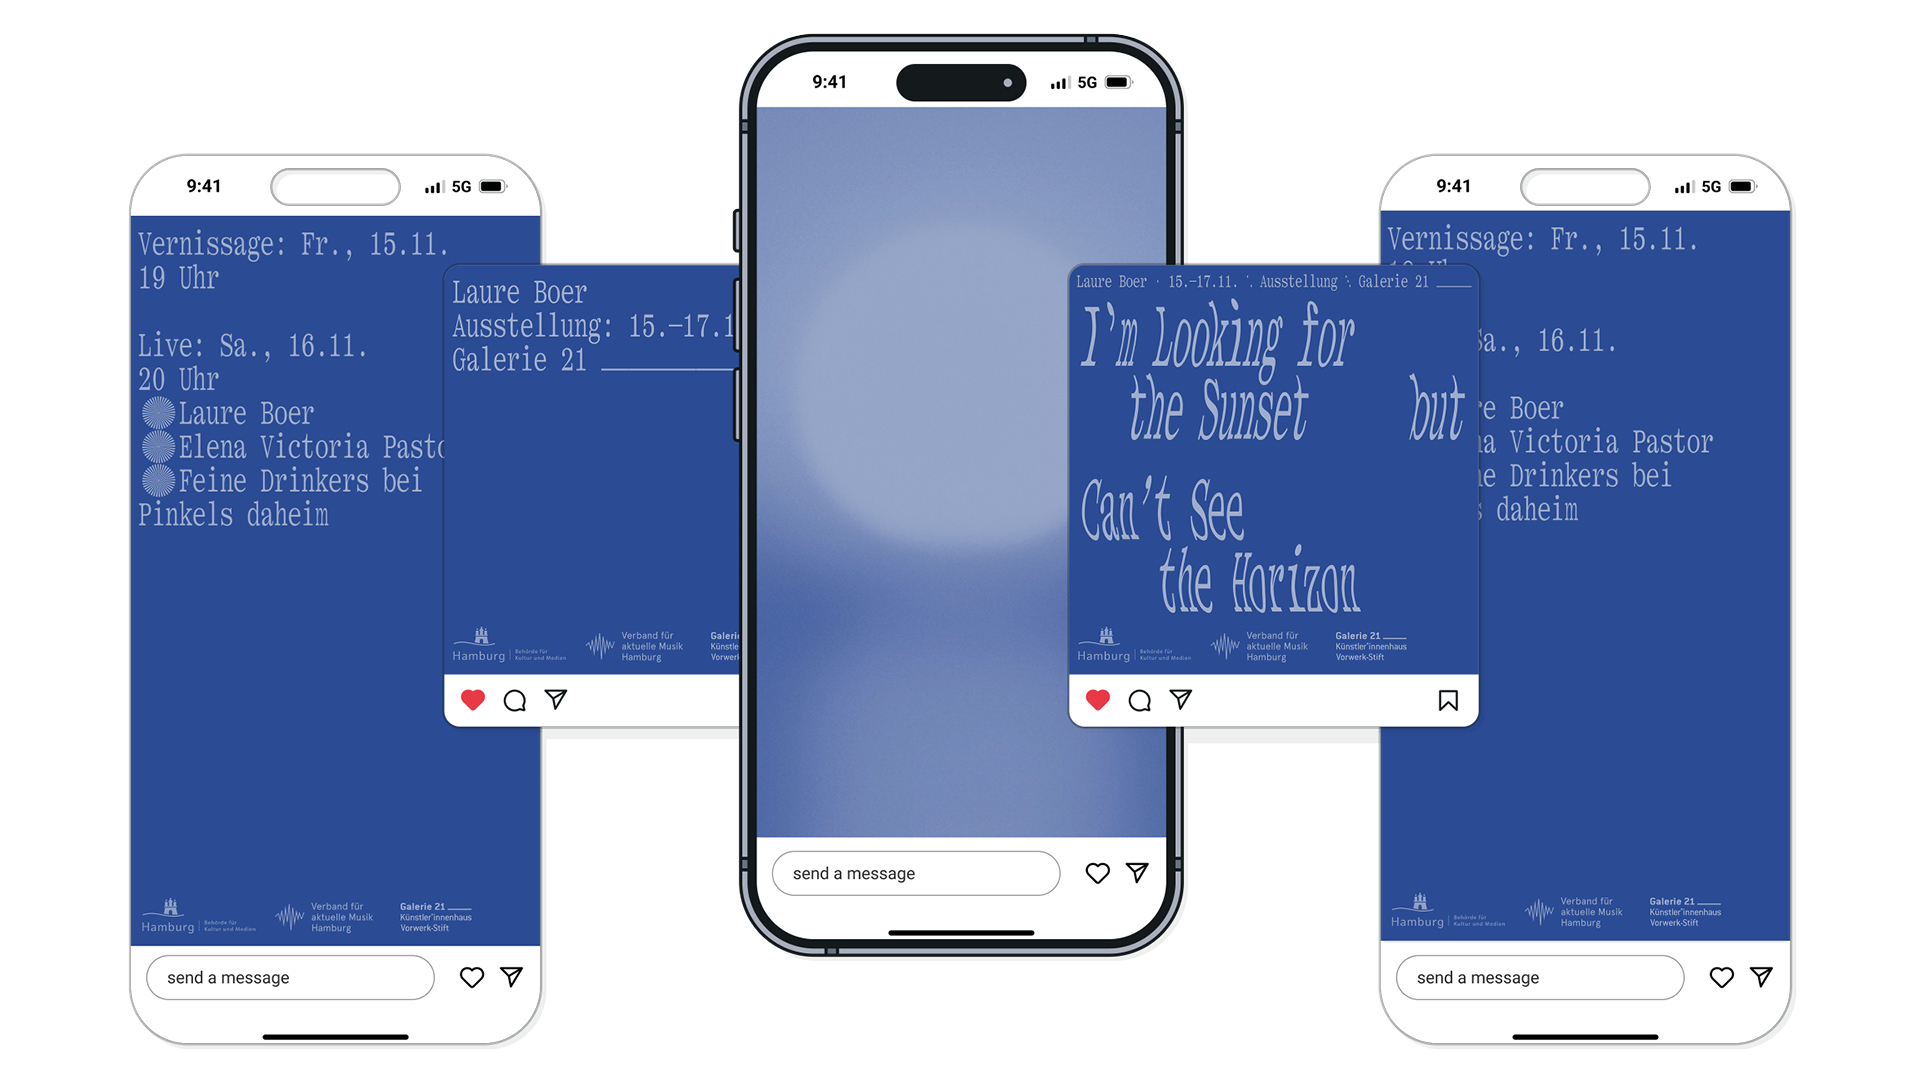 9:41
5G
Vernissage: Fr., 15.11.
19 Uhr
Live: Sa., 16.11.
20 Uhr
Laure Boer
Elena Victoria Pasto
Feine Drinkers bei
Pinkels daheim
Hamburg
Behörde für
Kultur und Medien
Verband für
aktuelle Musik
Hamburg
Galerie 21
Künstler*innenhaus
Vorwerk-Stift
send a message
Laure Boer
Ausstellung: 15.–17.1
Galerie 21
Hamburg
Behörde für
Kultur und Medien
Verband für
aktuelle Musik
Hamburg
Galerie
Künstle
Vorwerk
9:41
5G
send a message
Laure Boer · 15.–17.11. Ausstellung Galerie 21
I'm Looking for
the Sunset but
Can't See
the Horizon
Hamburg
Behörde für
Kultur und Medien
Verband für
aktuelle Musik
Hamburg
Galerie 21
Künstler*innenhaus
Vorwerk-Stift
9:41
5G
Vernissage: Fr., 15.11.
Sa., 16.11.
re Boer
na Victoria Pastor
ne Drinkers bei
s daheim
Hamburg
Behörde für
Kultur und Medien
Verband für
aktuelle Musik
Hamburg
Galerie 21
Künstler*innenhaus
Vorwerk-Stift
send a message